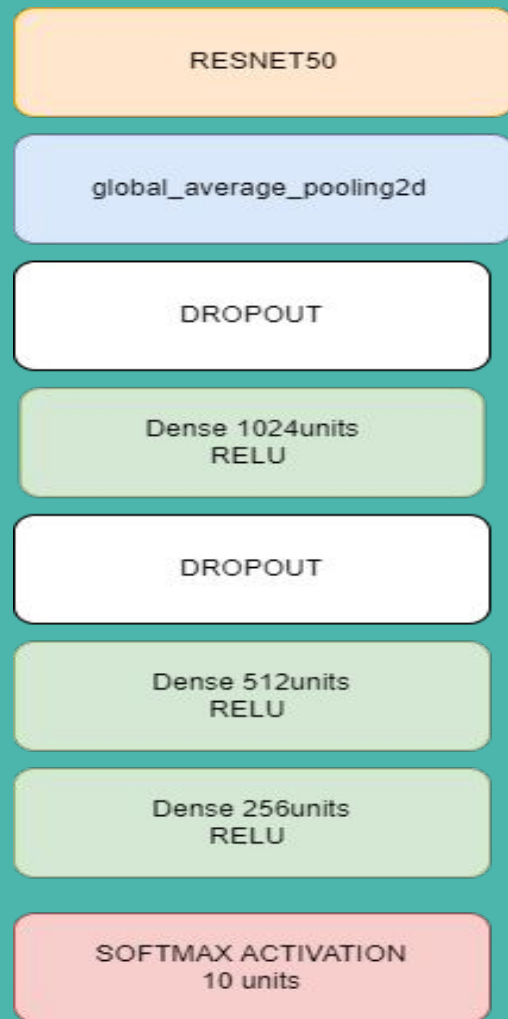 RESNET50
global_average_pooling2d
DROPOUT
Dense 1024units
RELU
DROPOUT
Dense 512units
RELU
Dense 256units
RELU
SOFTMAX ACTIVATION
10 units